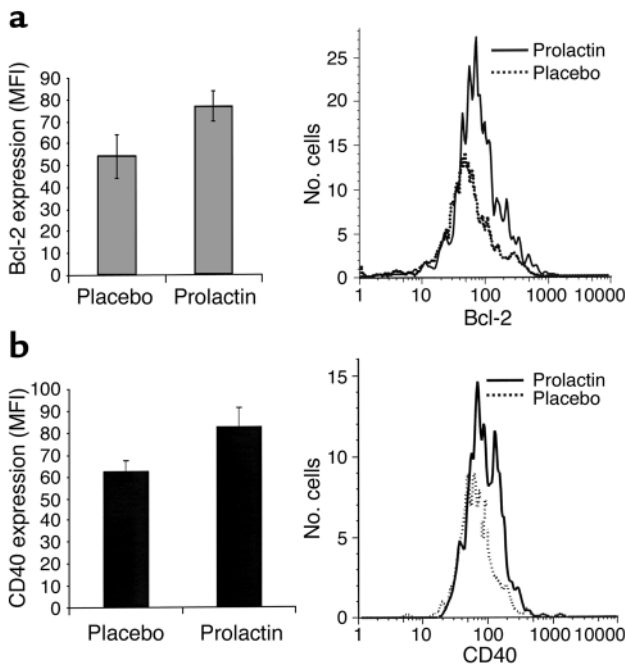 a
Bcl-2 expression (MFI)
90
80
70
60
50
40
30
20
10
0
Placebo
Prolactin
No. cells
25
20
15
10
5
0
Prolactin
Placebo
1
10
100
1000
10000
Bcl-2
b
CD40 expression (MFI)
100
90
80
70
60
50
40
30
20
10
0
Placebo
Prolactin
No. cells
15
10
5
0
Prolactin
Placebo
1
10
100
1000
10000
CD40